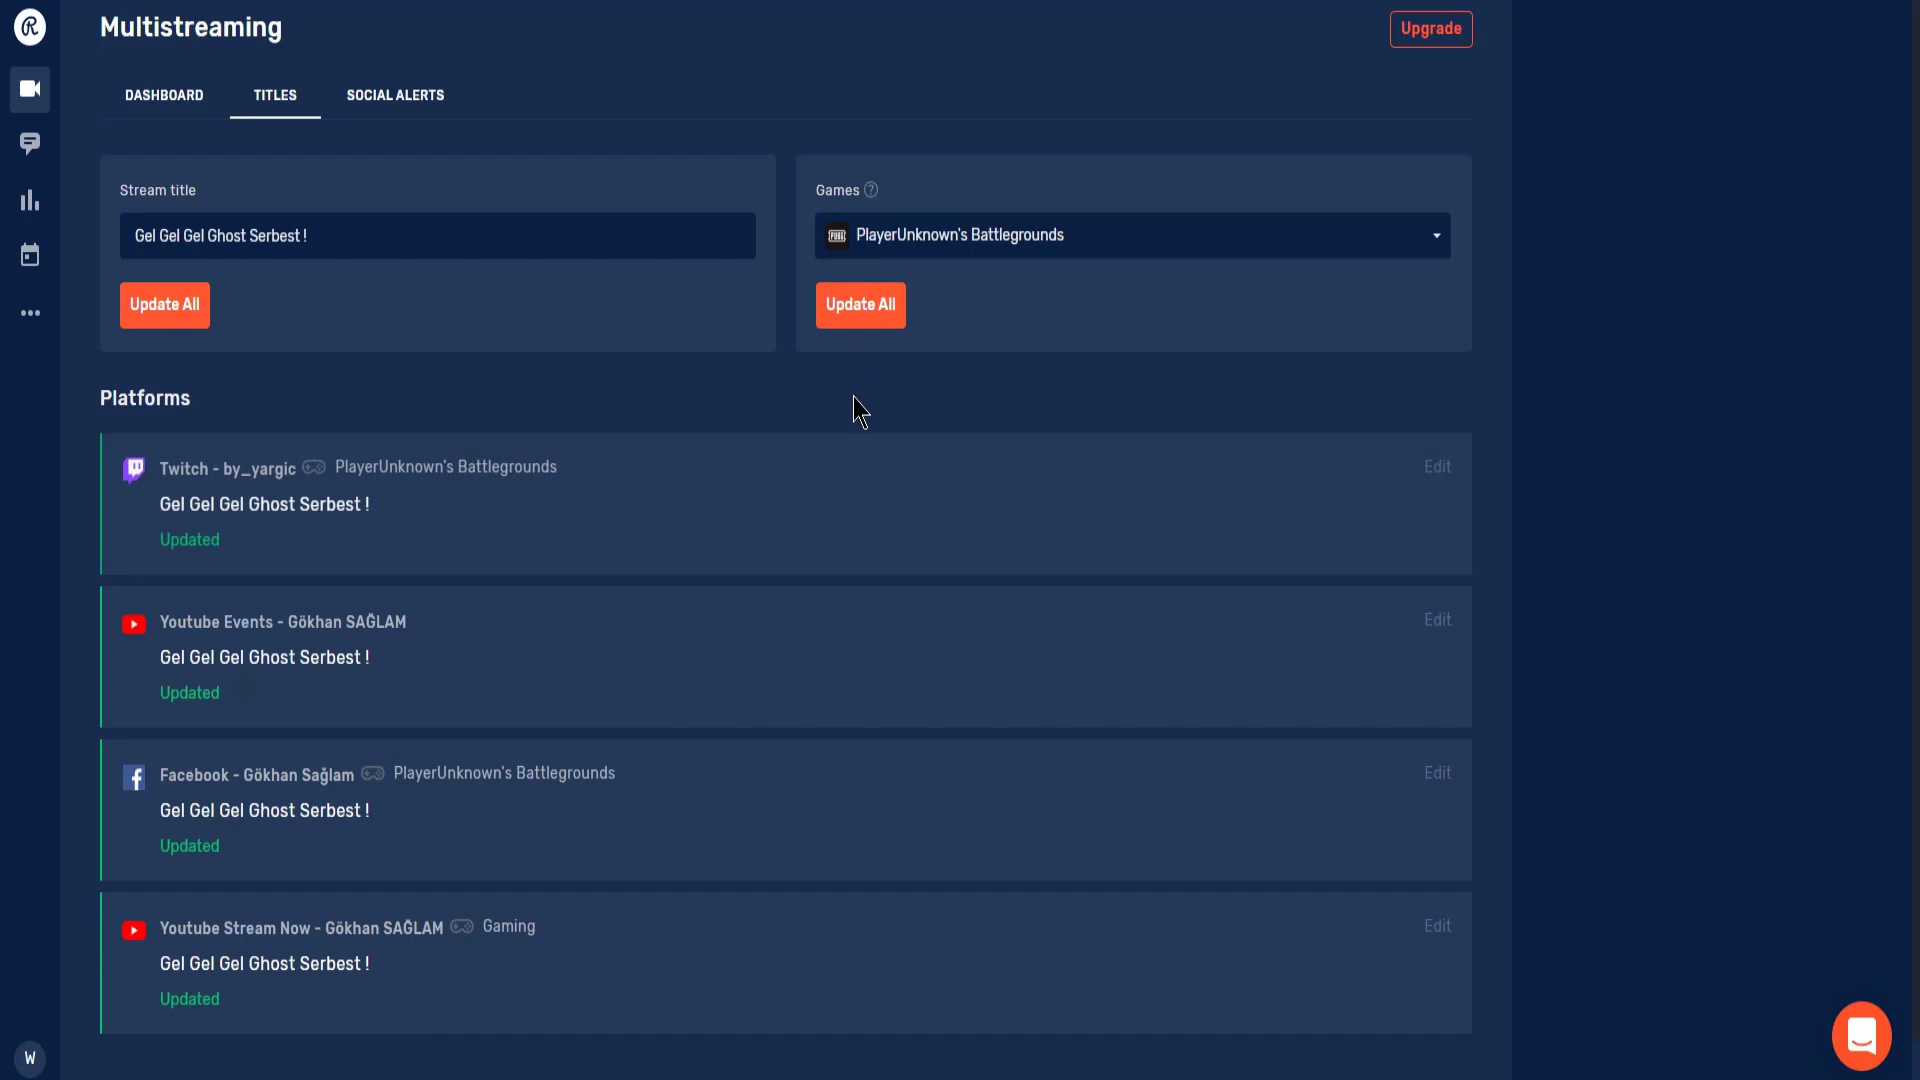 Multistreaming
Upgrade
DASHBOARD TITLES SOCIAL ALERTS
Stream title
Gel Gel Gel Ghost Serbest !
Update All
Games ?
PUBG PlayerUnknown's Battlegrounds
Update All
Platforms
Twitch - by_yargic PlayerUnknown's Battlegrounds Edit
Gel Gel Gel Ghost Serbest !
Updated
Youtube Events - Gökhan SAĞLAM Edit
Gel Gel Gel Ghost Serbest !
Updated
Facebook - Gökhan Sağlam PlayerUnknown's Battlegrounds Edit
Gel Gel Gel Ghost Serbest !
Updated
Youtube Stream Now - Gökhan SAĞLAM Gaming Edit
Gel Gel Gel Ghost Serbest !
Updated
W